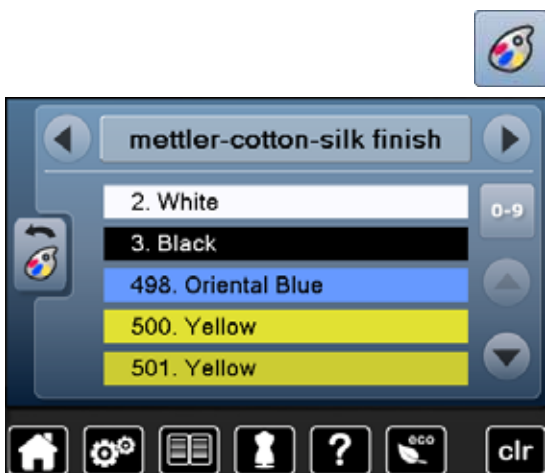 mettler-cotton-silk finish
2. White
0-9
3. Black
498. Oriental Blue
500. Yellow
501. Yellow
?
eco
clr